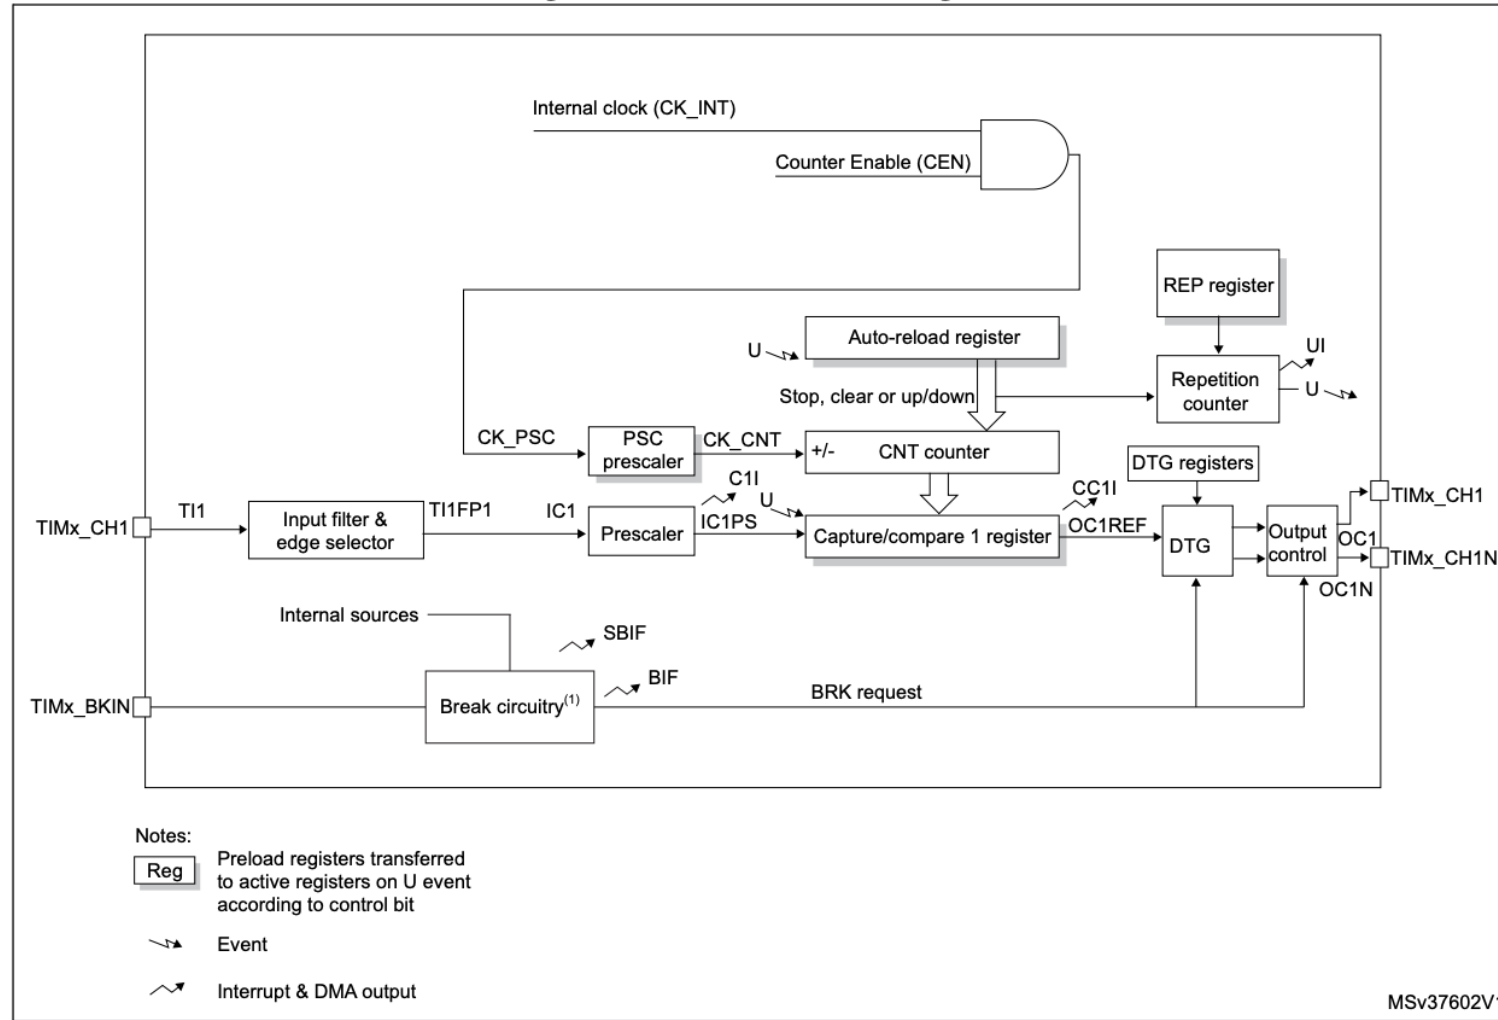 Internal clock (CK_INT)
Counter Enable (CEN)
REP register
Auto-reload register
U
UI
Repetition
counter
U
Stop, clear or up/down
CK_PSC
PSC
prescaler
CK_CNT
+/-
CNT counter
DTG registers
C1I
U
CC1I
TIMx_CH1
TI1
Input filter &
edge selector
TI1FP1
IC1
Prescaler
IC1PS
Capture/compare 1 register
OC1REF
DTG
Output
control
OC1
TIMx_CH1
TIMx_CH1N
OC1N
Internal sources
SBIF
BIF
TIMx_BKIN
Break circuitry(1)
BRK request
Notes:
Reg
Preload registers transferred
to active registers on U event
according to control bit
Event
Interrupt & DMA output